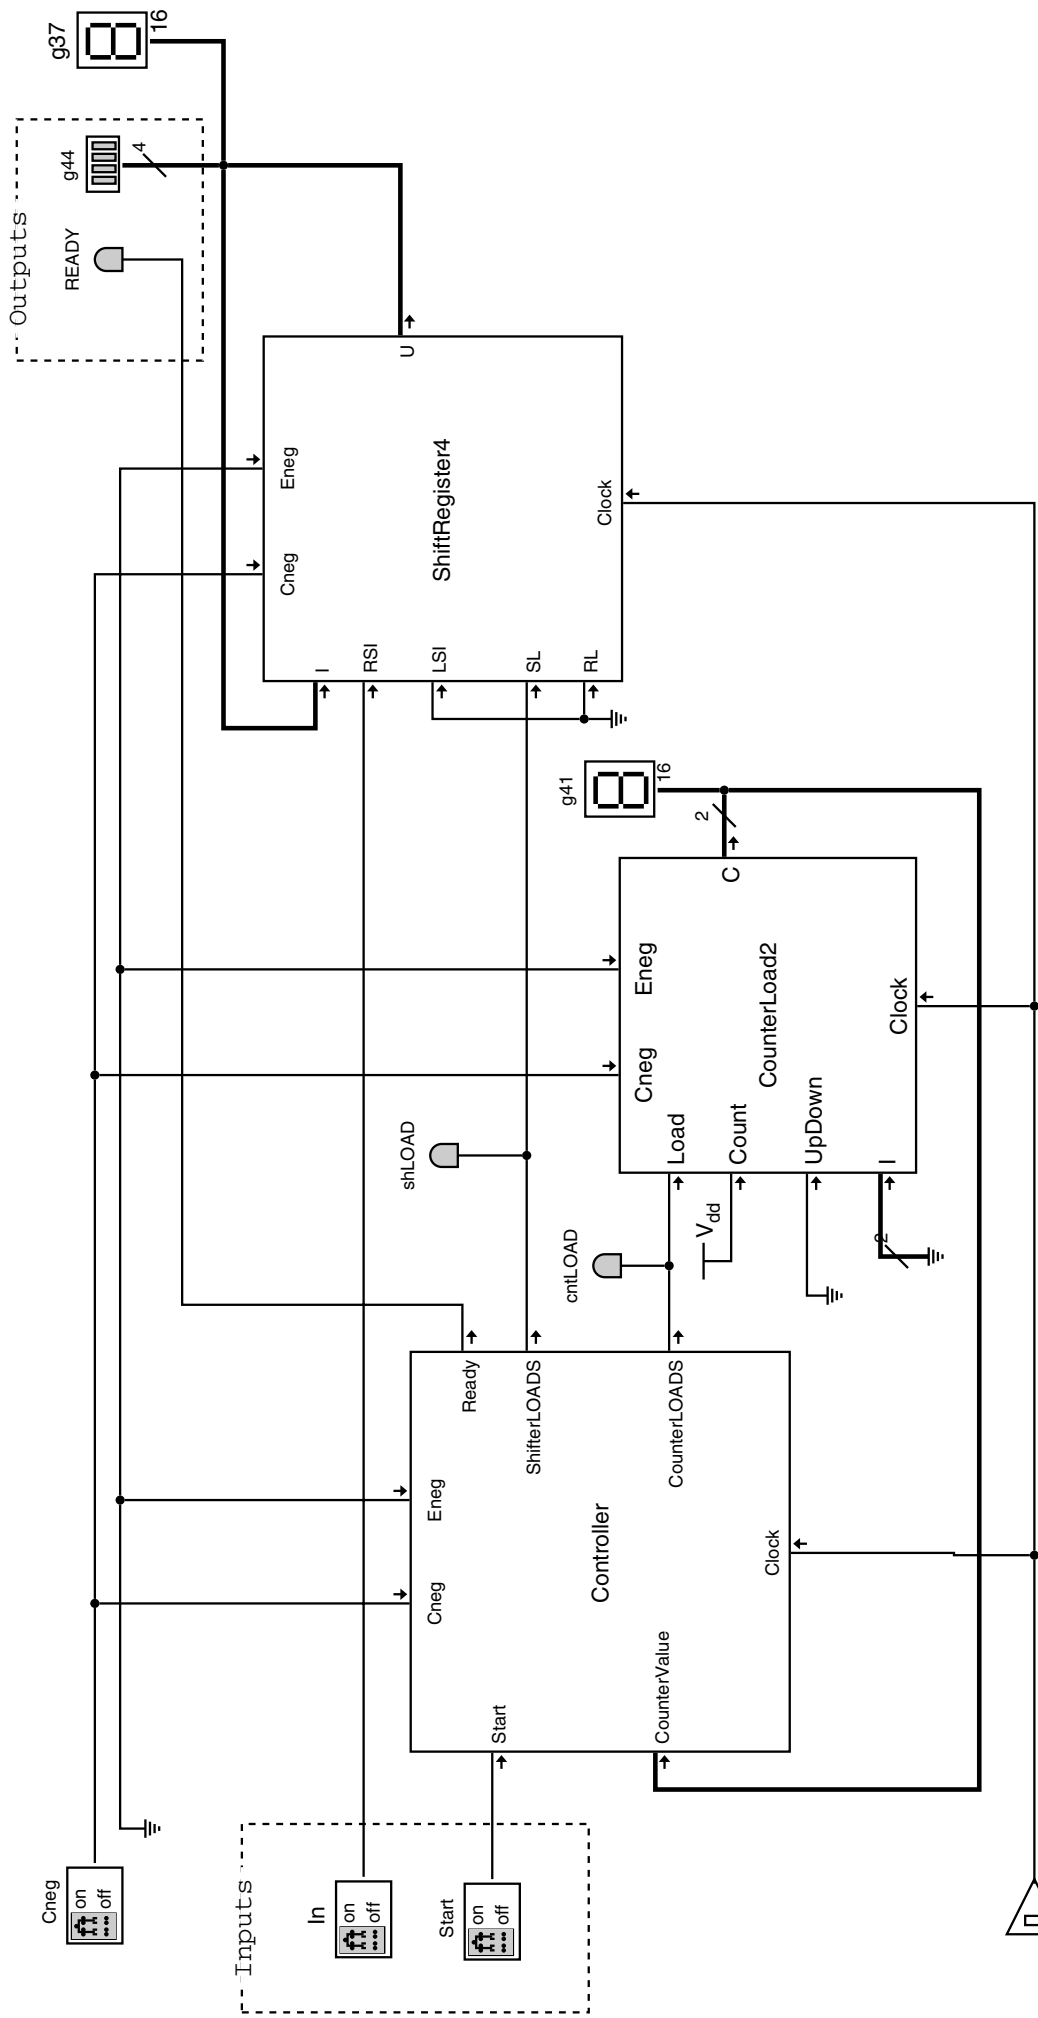 g37
16
Outputs
g44
4
READY
U
Eneg
Cneg
ShiftRegister4
Clock
I
RSI
LSI
SL
RL
g41
16
2
C
Eneg
Cneg
CounterLoad2
Clock
Load
Count
UpDown
I
shLOAD
cntLOAD
Vdd
2
Ready
ShifterLOADS
CounterLOADS
Eneg
Cneg
Controller
Clock
Start
CounterValue
Cneg
on
off
Inputs
In
on
off
Start
on
off